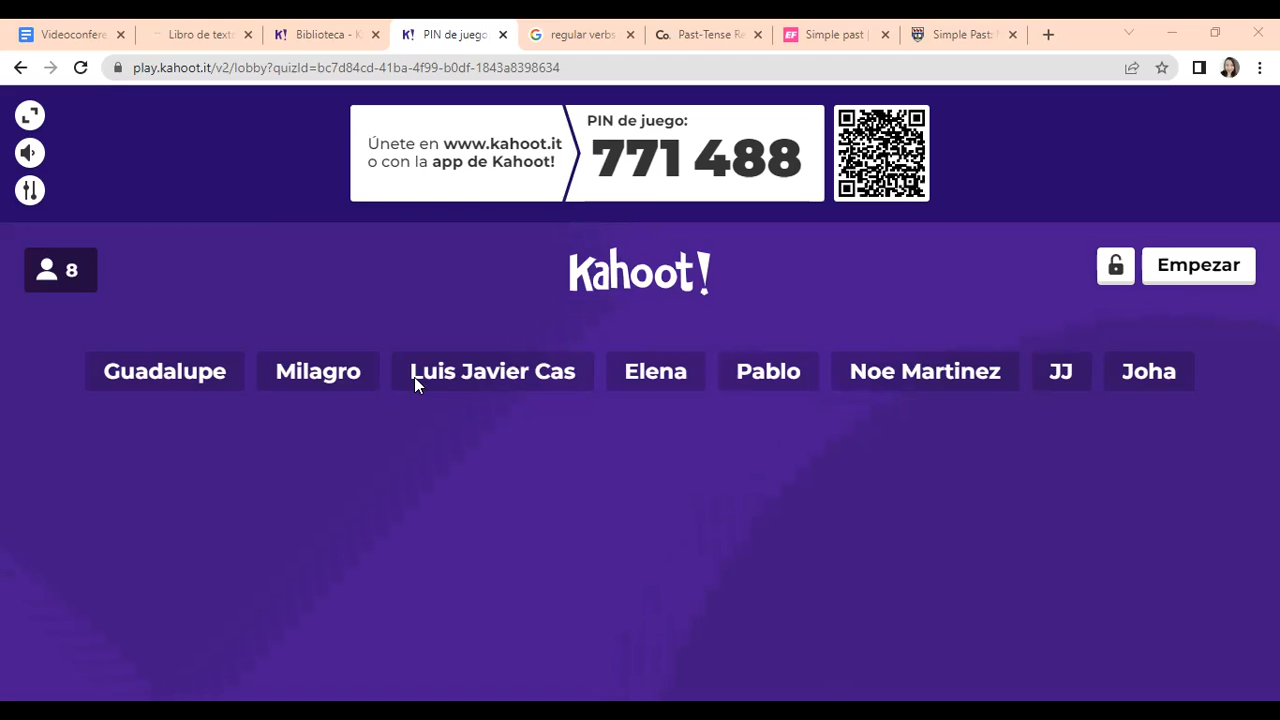 Videoconfere
Libro de texto
Biblioteca - K
PIN de juego
regular verbs
Past-Tense Re
Simple past |
Simple Past: N
play.kahoot.it/v2/lobby?quizId=bc7d84cd-41ba-4f99-b0df-1843a8398634
Únete en www.kahoot.it
o con la app de Kahoot!
PIN de juego:
771 488
8
Kahoot!
Empezar
Guadalupe
Milagro
Luis Javier Cas
Elena
Pablo
Noe Martinez
JJ
Joha